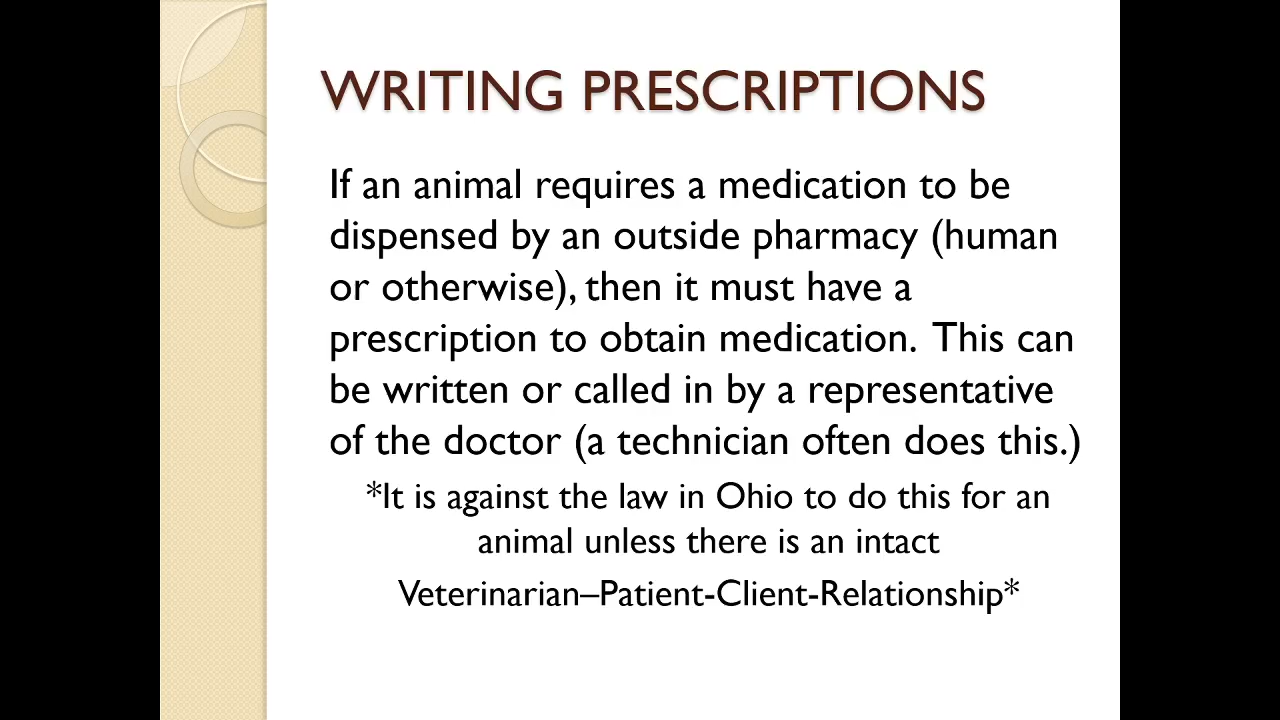 WRITING PRESCRIPTIONS
If an animal requires a medication to be
dispensed by an outside pharmacy (human
or otherwise), then it must have a
prescription to obtain medication. This can
be written or called in by a representative
of the doctor (a technician often does this.)
*It is against the law in Ohio to do this for an
animal unless there is an intact
Veterinarian–Patient-Client-Relationship*